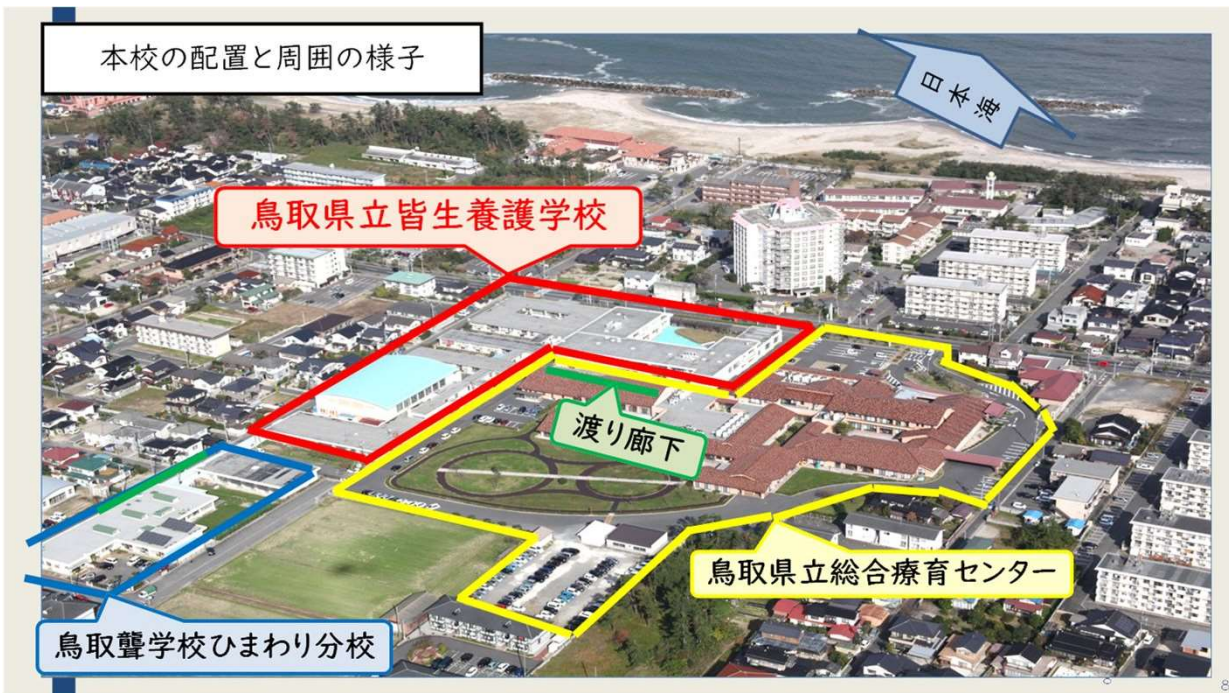 本校の配置と周囲の様子
日本海
鳥取県立皆生養護学校
渡り廊下
鳥取県立総合療育センター
鳥取聾学校ひまわり分校
8